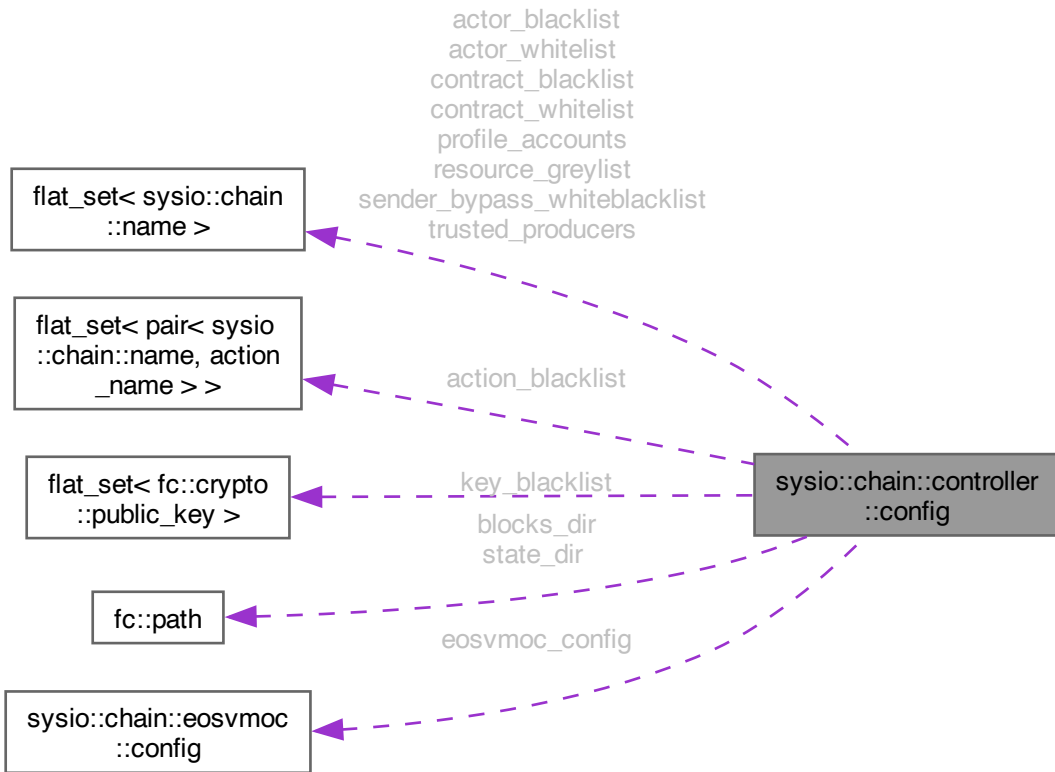 actor_blacklist
actor_whitelist
contract_blacklist
contract_whitelist
profile_accounts
resource_greylist
sender_bypass_whiteblacklist
trusted_producers
flat_set< sysio::chain
::name >
flat_set< pair< sysio
::chain::name, action
_name > >
action_blacklist
flat_set< fc::crypto
::public_key >
key_blacklist
sysio::chain::controller
::config
blocks_dir
state_dir
fc::path
eosvmoc_config
sysio::chain::eosvmoc
::config